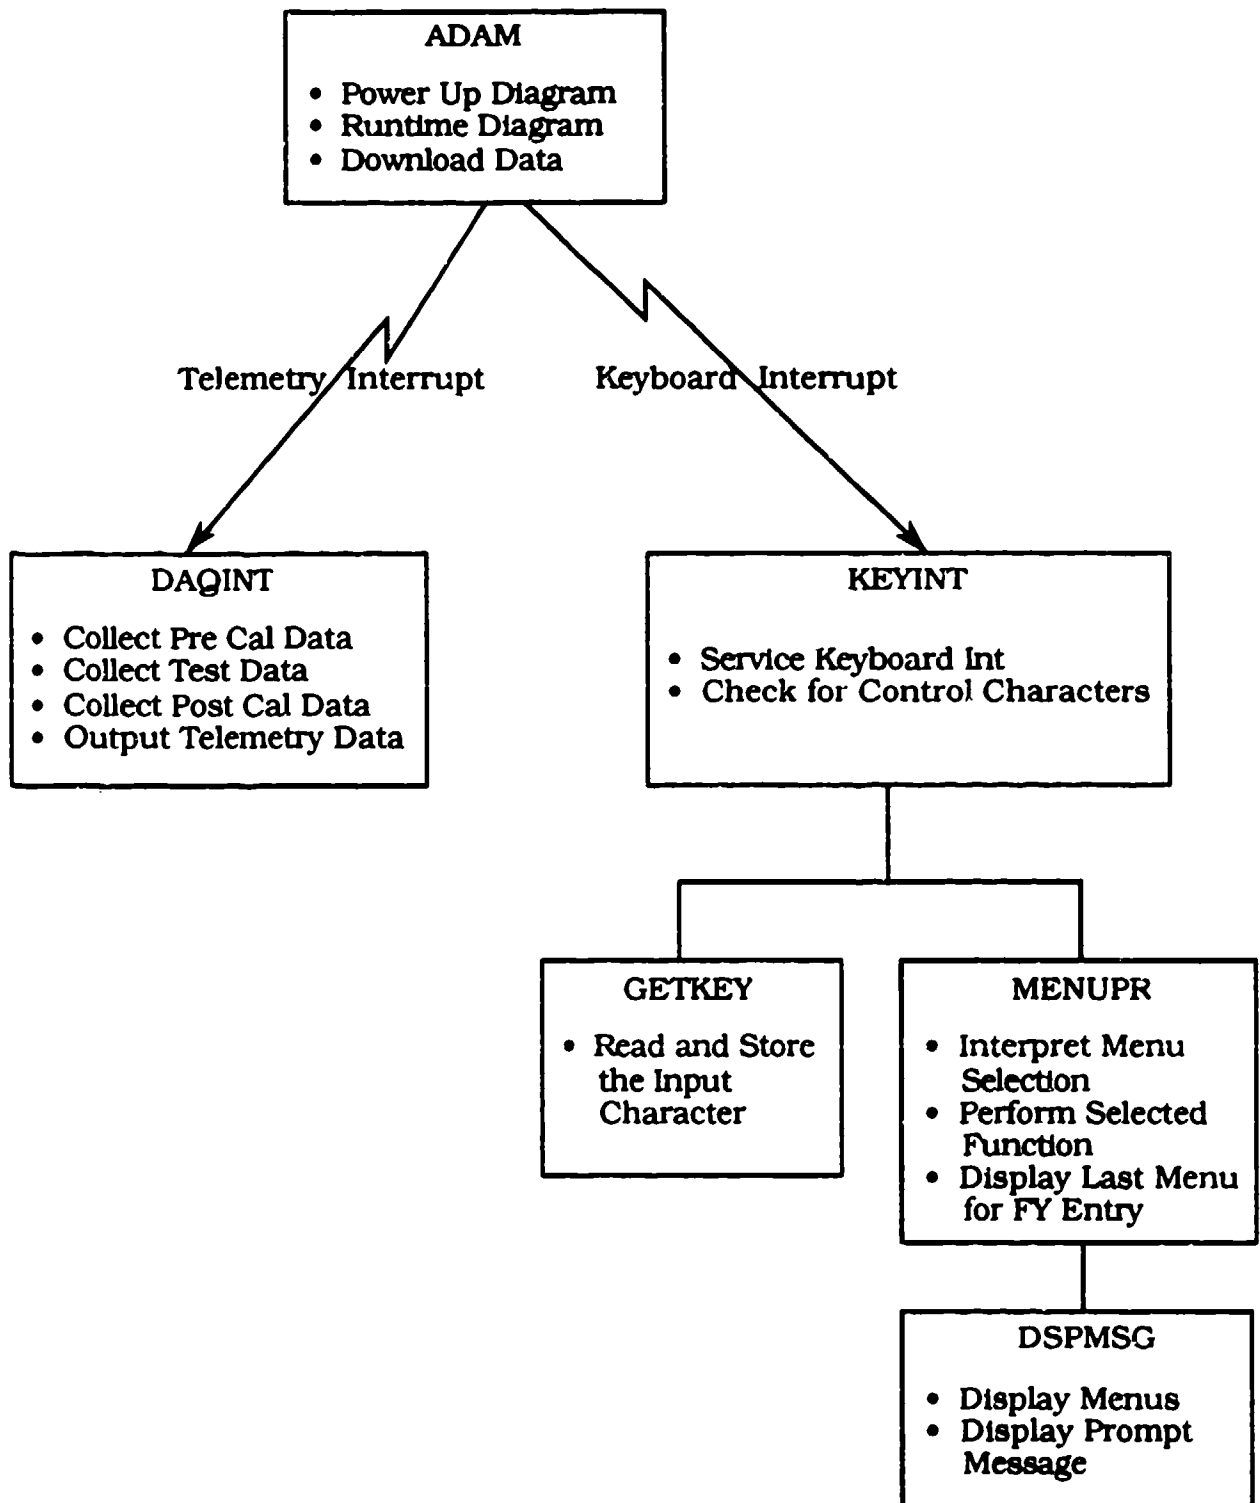 ADAM
• Power Up Diagram
• Runtime Diagram
• Download Data
Telemetry Interrupt
Keyboard Interrupt
DAQINT
• Collect Pre Cal Data
• Collect Test Data
• Collect Post Cal Data
• Output Telemetry Data
KEYINT
• Service Keyboard Int
• Check for Control Characters
GETKEY
• Read and Store
the Input
Character
MENUPR
• Interpret Menu
Selection
• Perform Selected
Function
• Display Last Menu
for FY Entry
DSPMSG
• Display Menus
• Display Prompt
Message